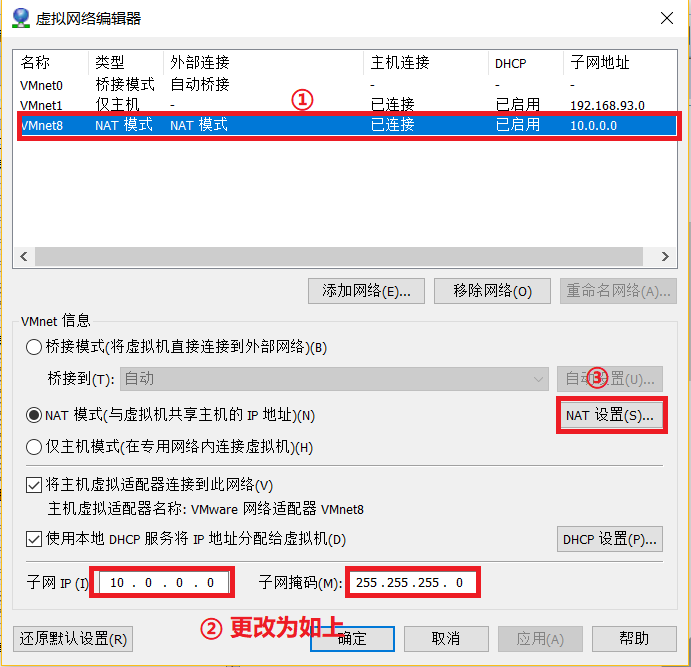 虚拟网络编辑器
名称 类型 外部连接 主机连接 DHCP 子网地址
VMnet0 桥接模式 自动桥接 - - -
VMnet1 仅主机 - 已连接 已启用 192.168.93.0
①
VMnet8 NAT 模式 NAT 模式 已连接 已启用 10.0.0.0
添加网络(E)... 移除网络(O) 重命名网络(A)...
VMnet 信息
桥接模式(将虚拟机直接连接到外部网络)(B)
桥接到(T): 自动 自动设置(U)...
③
NAT 模式(与虚拟机共享主机的 IP 地址)(N) NAT 设置(S)...
仅主机模式(在专用网络内连接虚拟机)(H)
将主机虚拟适配器连接到此网络(V)
主机虚拟适配器名称: VMware 网络适配器 VMnet8
使用本地 DHCP 服务将 IP 地址分配给虚拟机(D) DHCP 设置(P)...
子网 IP (I) 10 . 0 . 0 . 0 子网掩码(M): 255 .255 .255 . 0
② 更改为如上
还原默认设置(R) 确定 取消 应用(A) 帮助